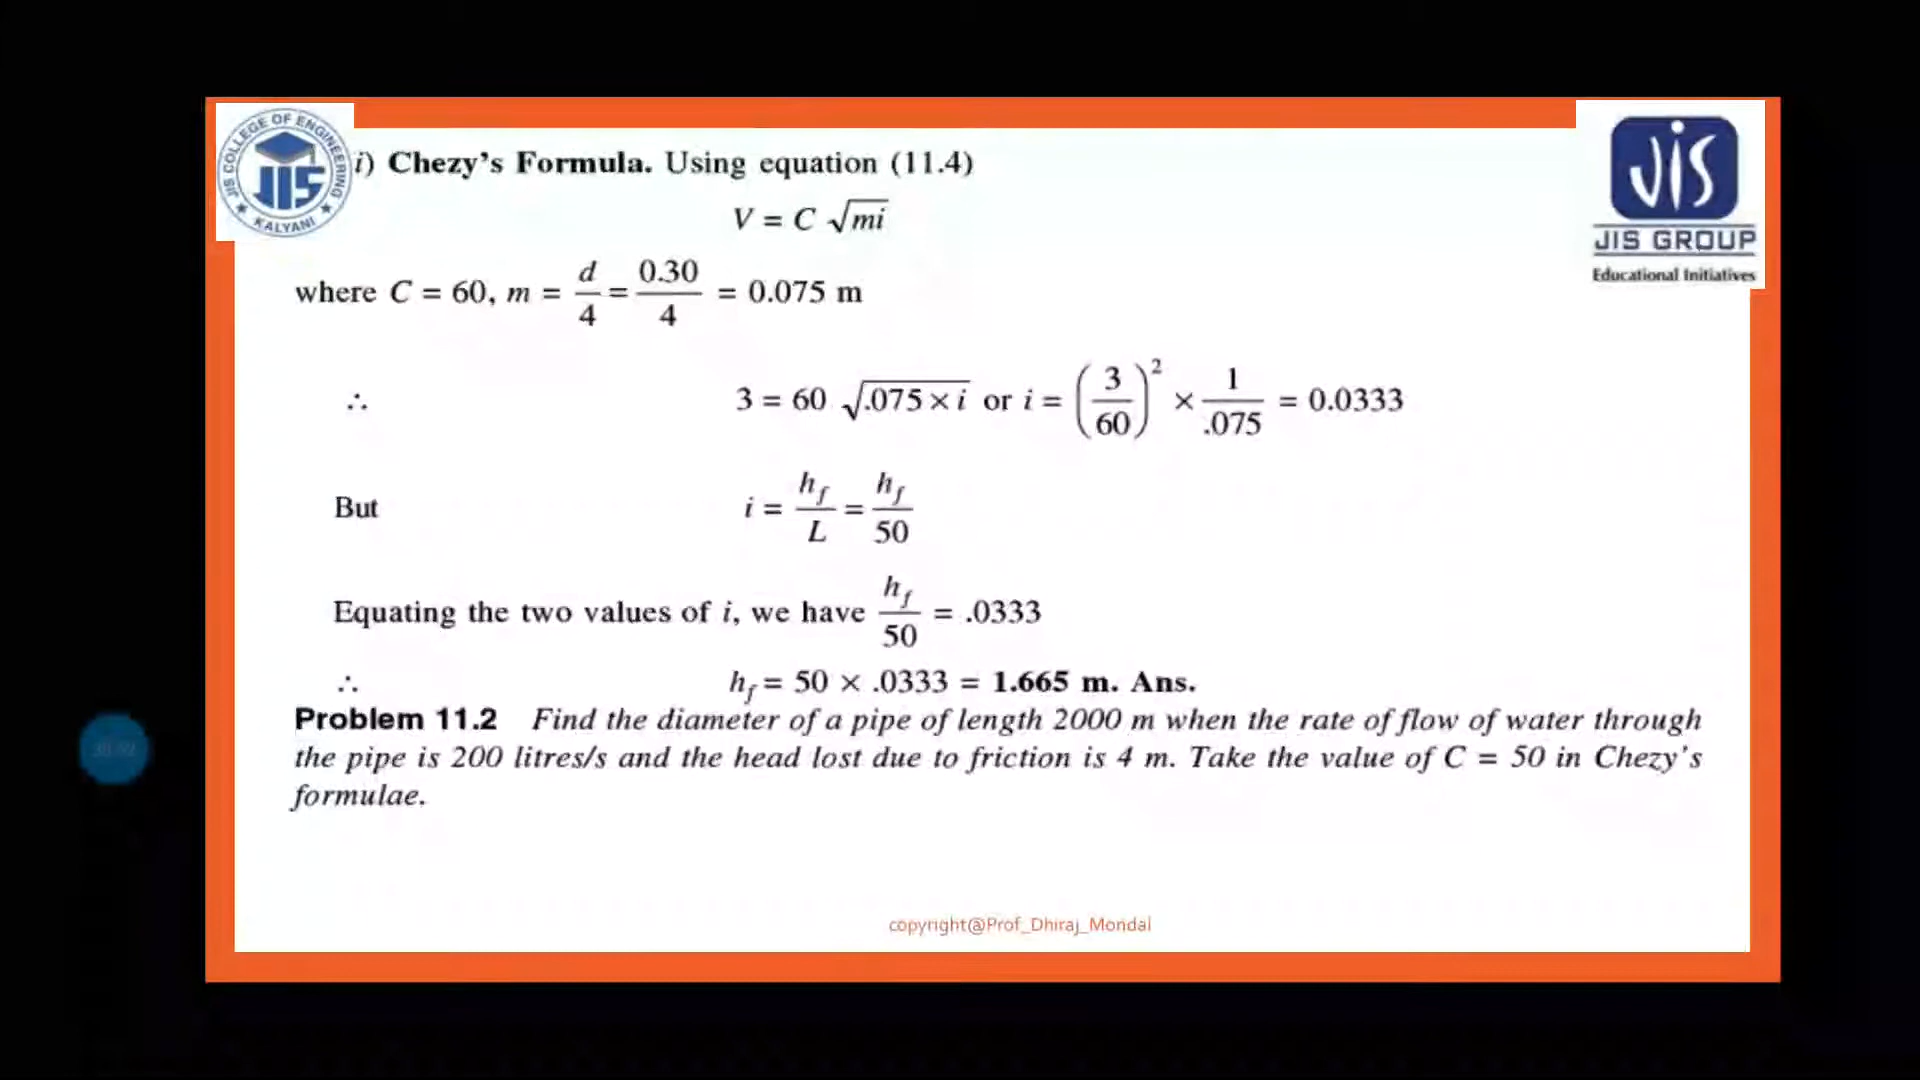 JIS COLLEGE OF ENGINEERING
JIS
KALYANI
JIS
JIS GROUP
Educational Initiatives
i) Chezy's Formula. Using equation (11.4)
V = C √mi
where C = 60, m = d/4 = 0.30/4 = 0.075 m
∴ 3 = 60 √.075 × i or i = (3/60)² × 1/.075 = 0.0333
But i = h_f/L = h_f/50
Equating the two values of i, we have h_f/50 = .0333
∴ h_f = 50 × .0333 = 1.665 m. Ans.
Problem 11.2 Find the diameter of a pipe of length 2000 m when the rate of flow of water through
the pipe is 200 litres/s and the head lost due to friction is 4 m. Take the value of C = 50 in Chezy's
formulae.
copyright@Prof_Dhiraj_Mondal